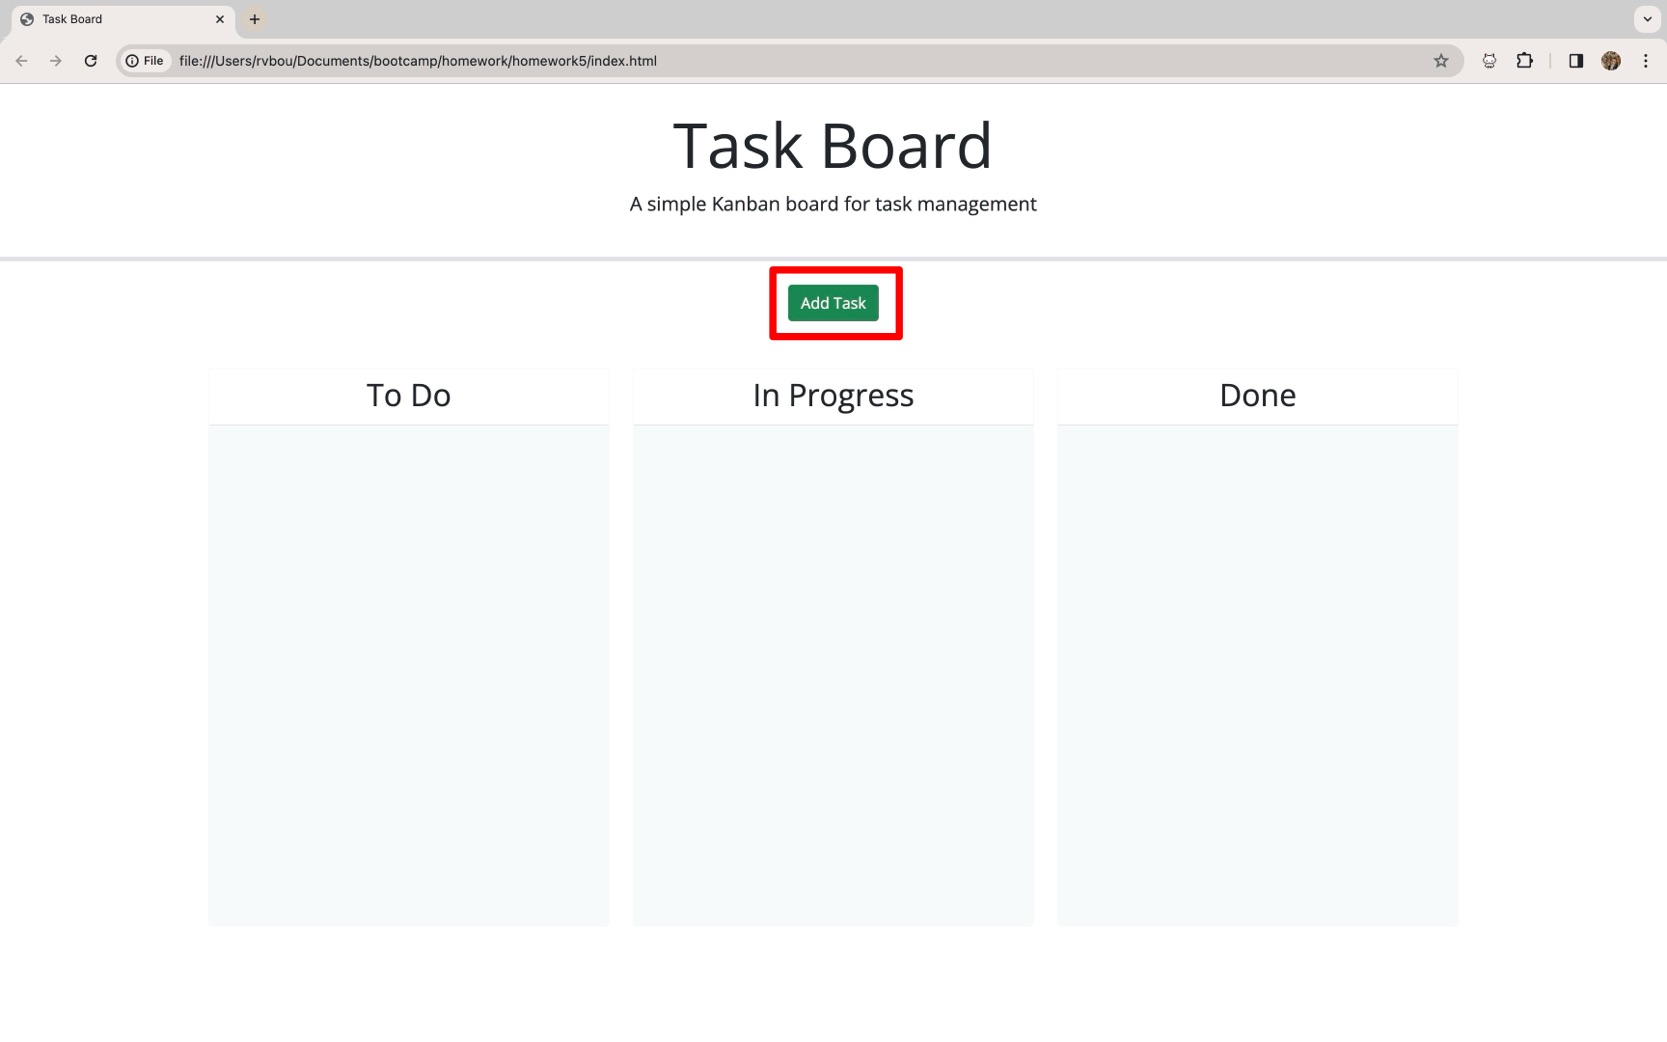 Task Board
File
file:///Users/rvbou/Documents/bootcamp/homework/homework5/index.html
Task Board
A simple Kanban board for task management
Add Task
To Do
In Progress
Done